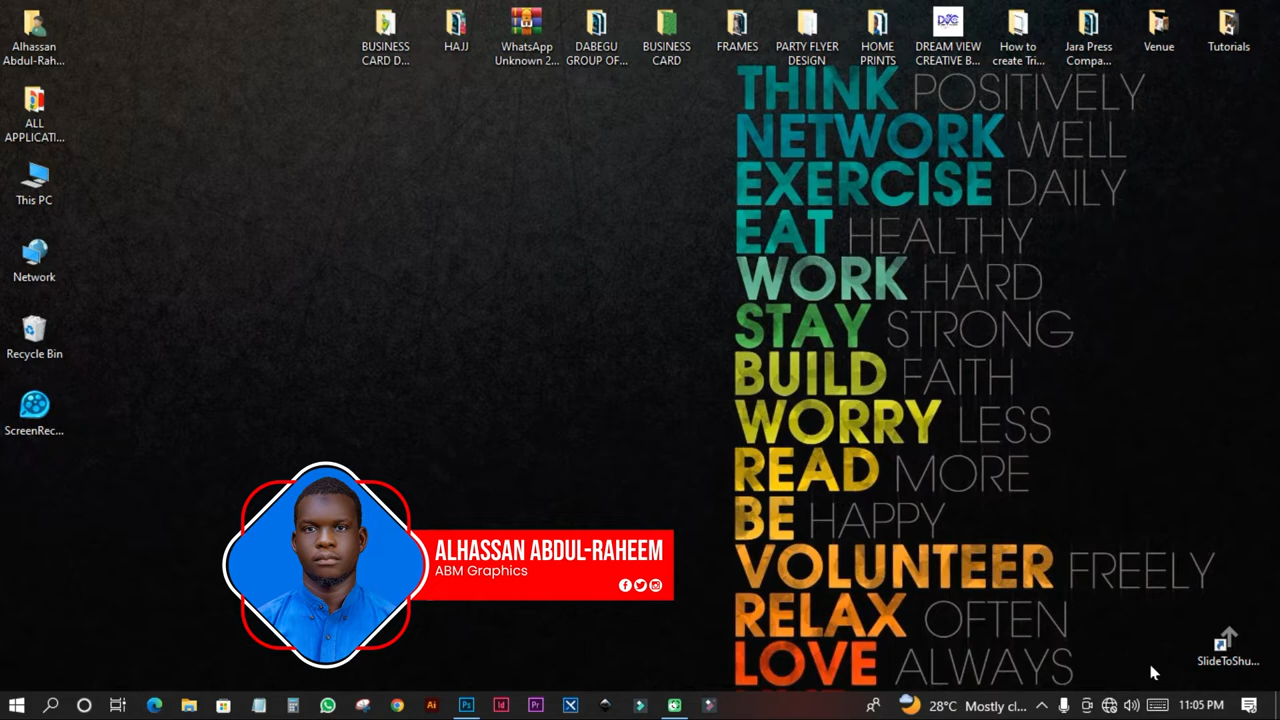 Alhassan
Abdul-Rah...
BUSINESS
CARD D...
HAJJ
WhatsApp
Unknown 2...
DABEGU
GROUP OF...
BUSINESS
CARD
FRAMES
PARTY FLYER
DESIGN
HOME
PRINTS
DREAM VIEW
CREATIVE B...
How to
create Tri...
Jara Press
Compa...
Venue
Tutorials
ALL
APPLICATI...
This PC
Network
Recycle Bin
ScreenRec...
THINK POSITIVELY
NETWORK WELL
EXERCISE DAILY
EAT HEALTHY
WORK HARD
STAY STRONG
BUILD FAITH
WORRY LESS
READ MORE
BE HAPPY
VOLUNTEER FREELY
RELAX OFTEN
LOVE ALWAYS
ALHASSAN ABDUL-RAHEEM
ABM Graphics
SlideToShu...
Ai
Ps
Id
Pr
28°C Mostly cl...
11:05 PM